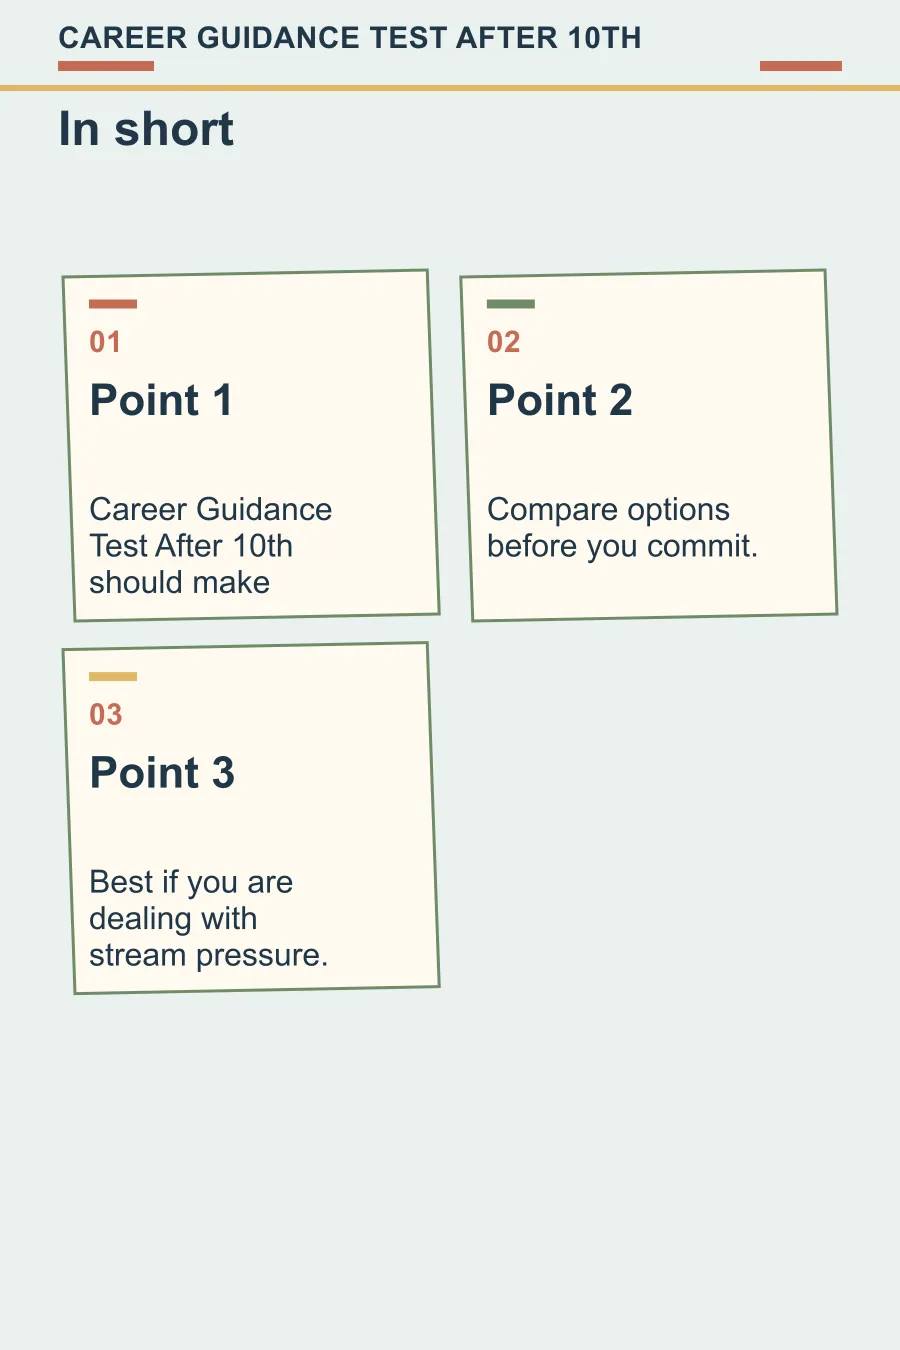 CAREER GUIDANCE TEST AFTER 10TH
In short
01
Point 1
Career Guidance
Test After 10th
should make
02
Point 2
Compare options
before you commit.
03
Point 3
Best if you are
dealing with
stream pressure.